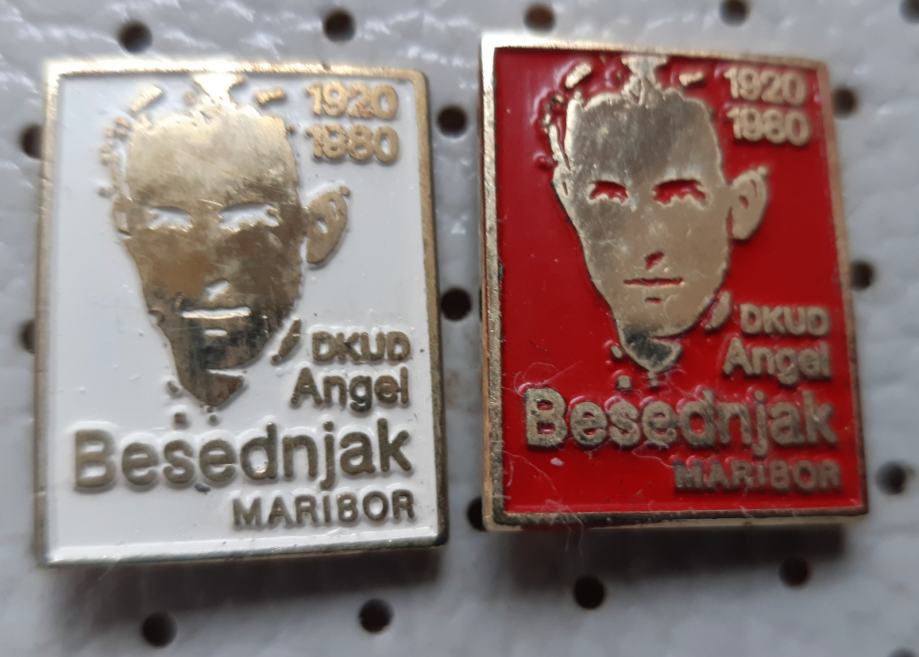 1920
1980
DKUD
Angel
Besednjak
MARIBOR
1920
1980
DKUD
Angel
Besednjak
MARIBOR